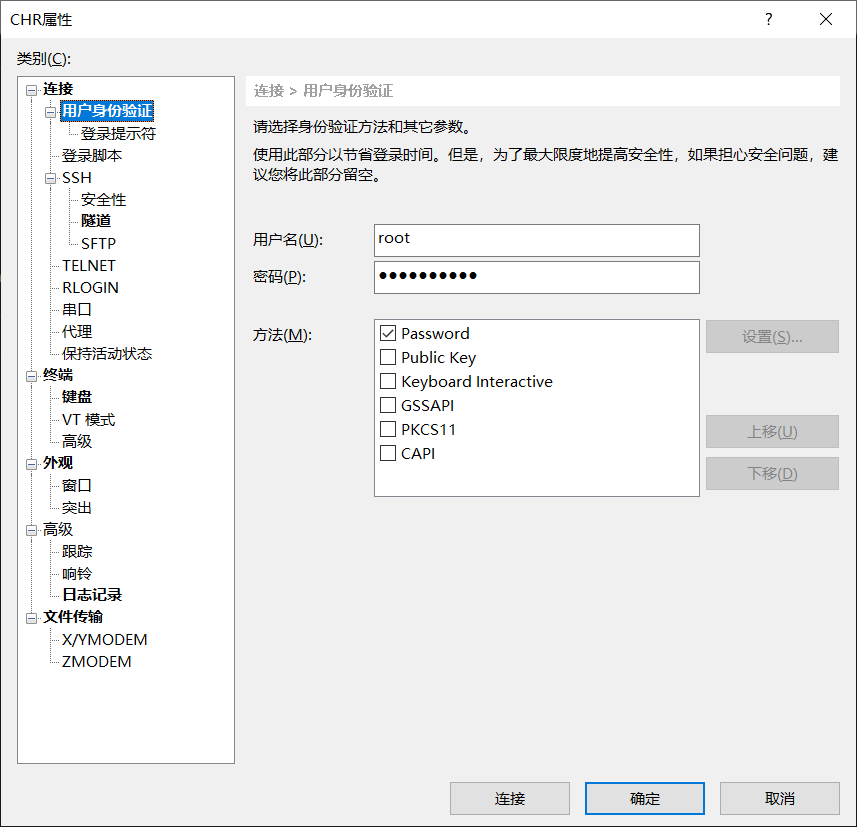 CHR属性
类别(C):
连接
用户身份验证
登录提示符
登录脚本
SSH
安全性
隧道
SFTP
TELNET
RLOGIN
串口
代理
保持活动状态
终端
键盘
VT 模式
高级
外观
窗口
突出
高级
跟踪
响铃
日志记录
文件传输
X/YMODEM
ZMODEM
连接 > 用户身份验证
请选择身份验证方法和其它参数。
使用此部分以节省登录时间。但是，为了最大限度地提高安全性，如果担心安全问题，建
议您将此部分留空。
用户名(U):
root
密码(P):
●●●●●●●●●●
方法(M):
Password
Public Key
Keyboard Interactive
GSSAPI
PKCS11
CAPI
设置(S)...
上移(U)
下移(D)
连接
确定
取消